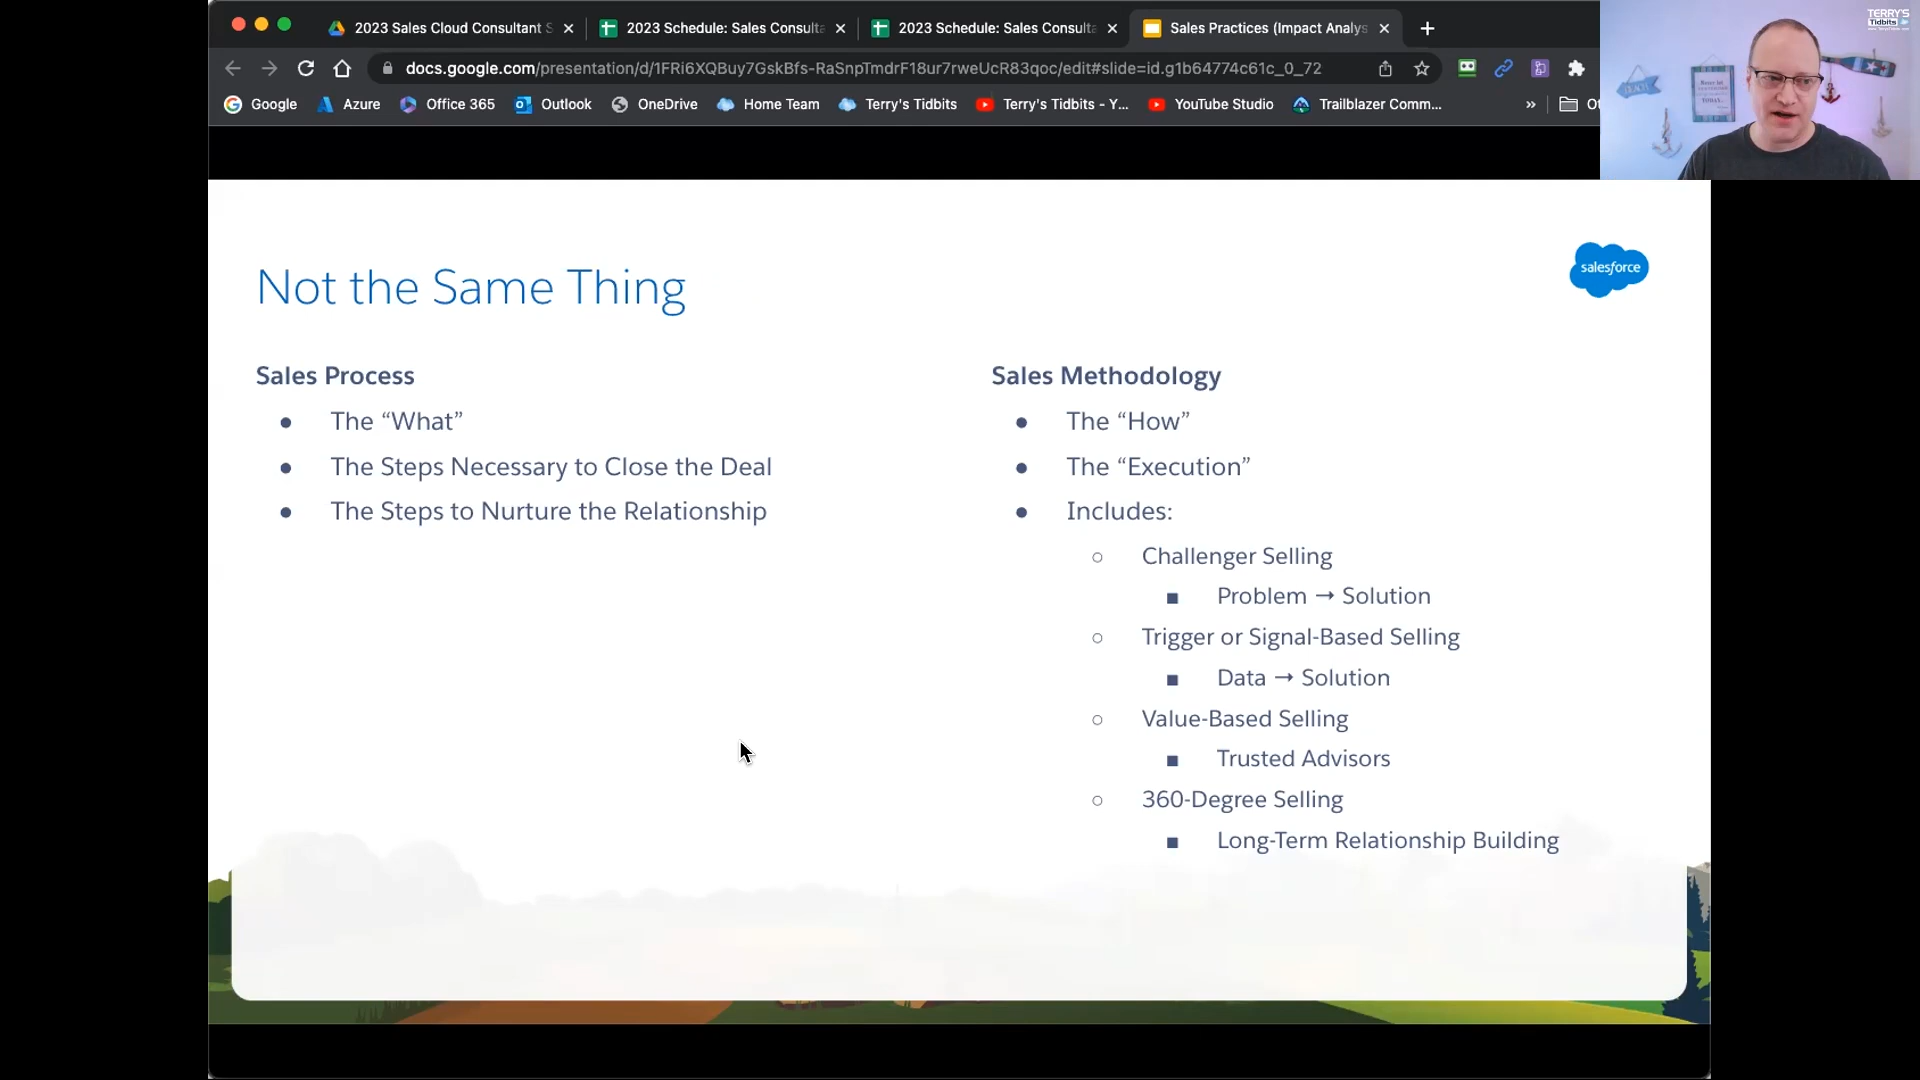 2023 Sales Cloud Consultant S
2023 Schedule: Sales Consulta
2023 Schedule: Sales Consulta
Sales Practices (Impact Analys
docs.google.com/presentation/d/1FRi6XQBuy7GskBfs-RaSnpTmdrF18ur7rweUcR83qoc/edit#slide=id.g1b64774c61c_0_72
Google
Azure
Office 365
Outlook
OneDrive
Home Team
Terry's Tidbits
Terry's Tidbits - Y...
YouTube Studio
Trailblazer Comm...
»
Ot
TERRY'S
Tidbits
Not the Same Thing
salesforce
Sales Process
● The “What”
● The Steps Necessary to Close the Deal
● The Steps to Nurture the Relationship
Sales Methodology
● The “How”
● The “Execution”
● Includes:
○ Challenger Selling
■ Problem → Solution
○ Trigger or Signal-Based Selling
■ Data → Solution
○ Value-Based Selling
■ Trusted Advisors
○ 360-Degree Selling
■ Long-Term Relationship Building